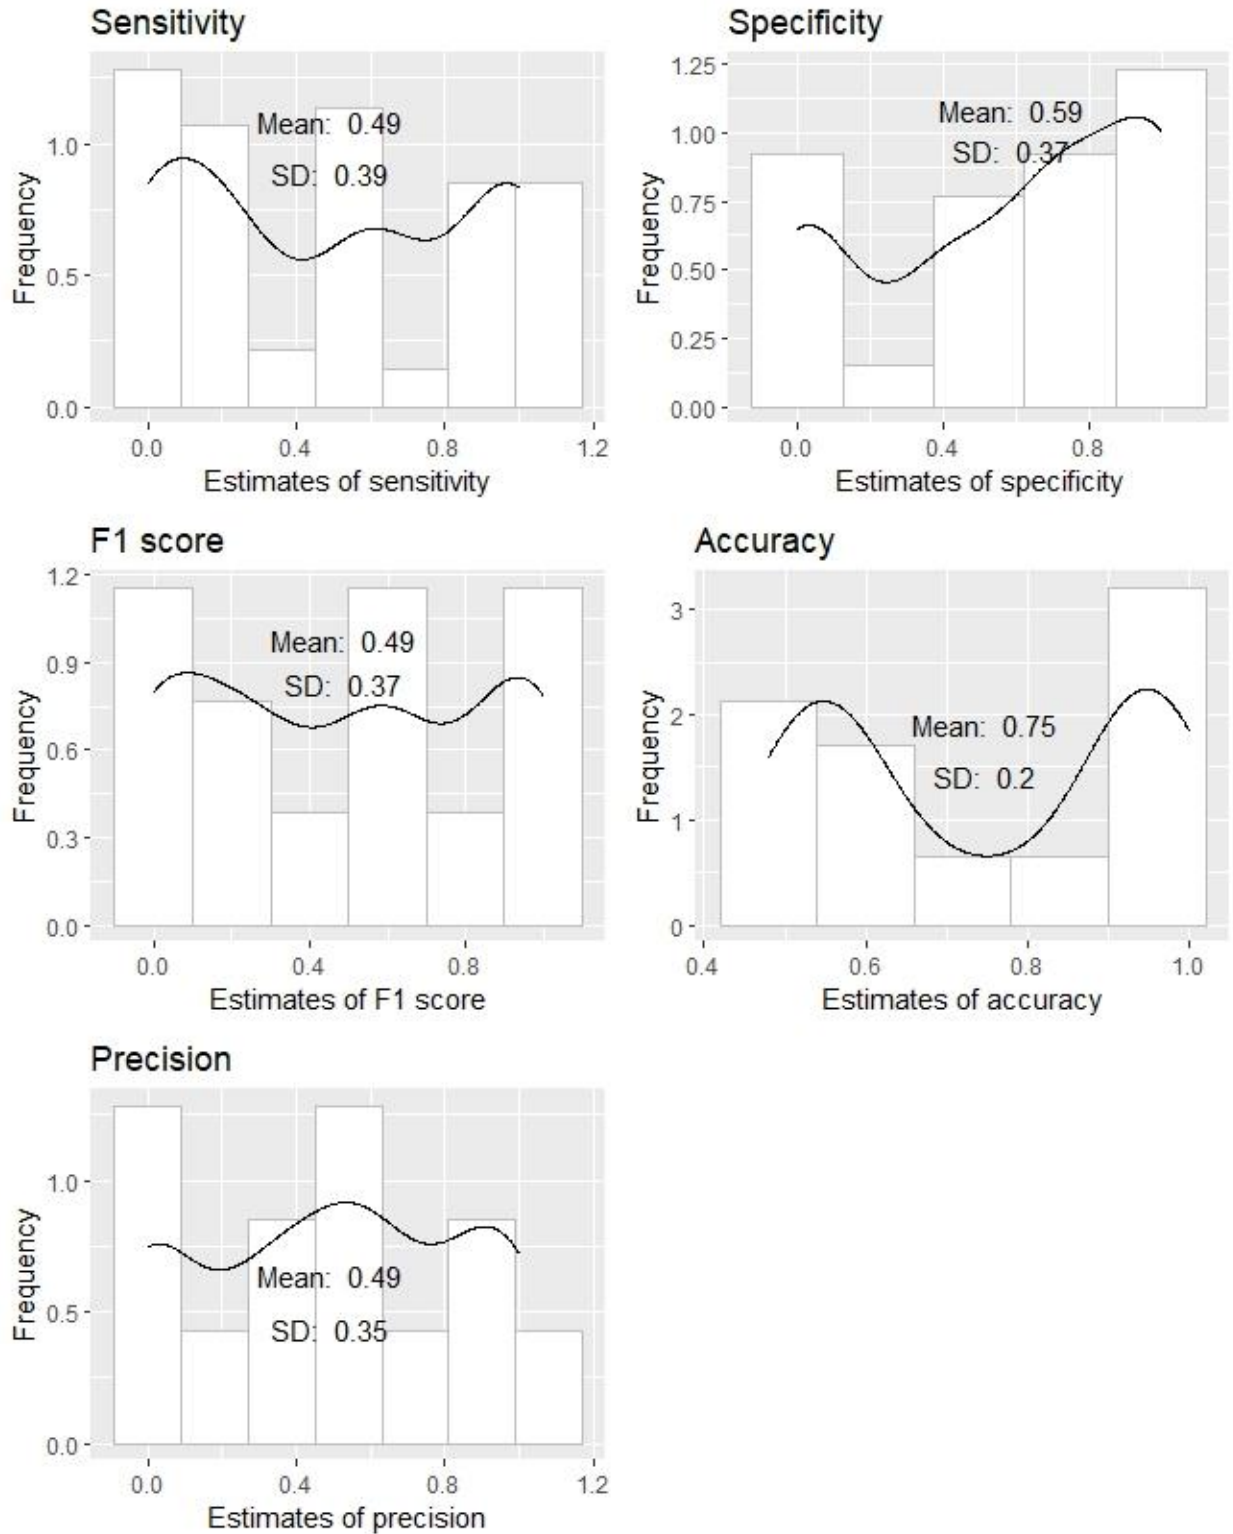 Sensitivity
Mean: 0.49
SD: 0.39
1.0
0.5
0.0
Frequency
0.0 0.4 0.8 1.2
Estimates of sensitivity
Specificity
Mean: 0.59
SD: 0.37
1.25
1.00
0.75
0.50
0.25
0.00
Frequency
0.0 0.4 0.8
Estimates of specificity
F1 score
Mean: 0.49
SD: 0.37
1.2
0.9
0.6
0.3
0.0
Frequency
0.0 0.4 0.8
Estimates of F1 score
Accuracy
Mean: 0.75
SD: 0.2
3
2
1
0
Frequency
0.4 0.6 0.8 1.0
Estimates of accuracy
Precision
Mean: 0.49
SD: 0.35
1.0
0.5
0.0
Frequency
0.0 0.4 0.8 1.2
Estimates of precision